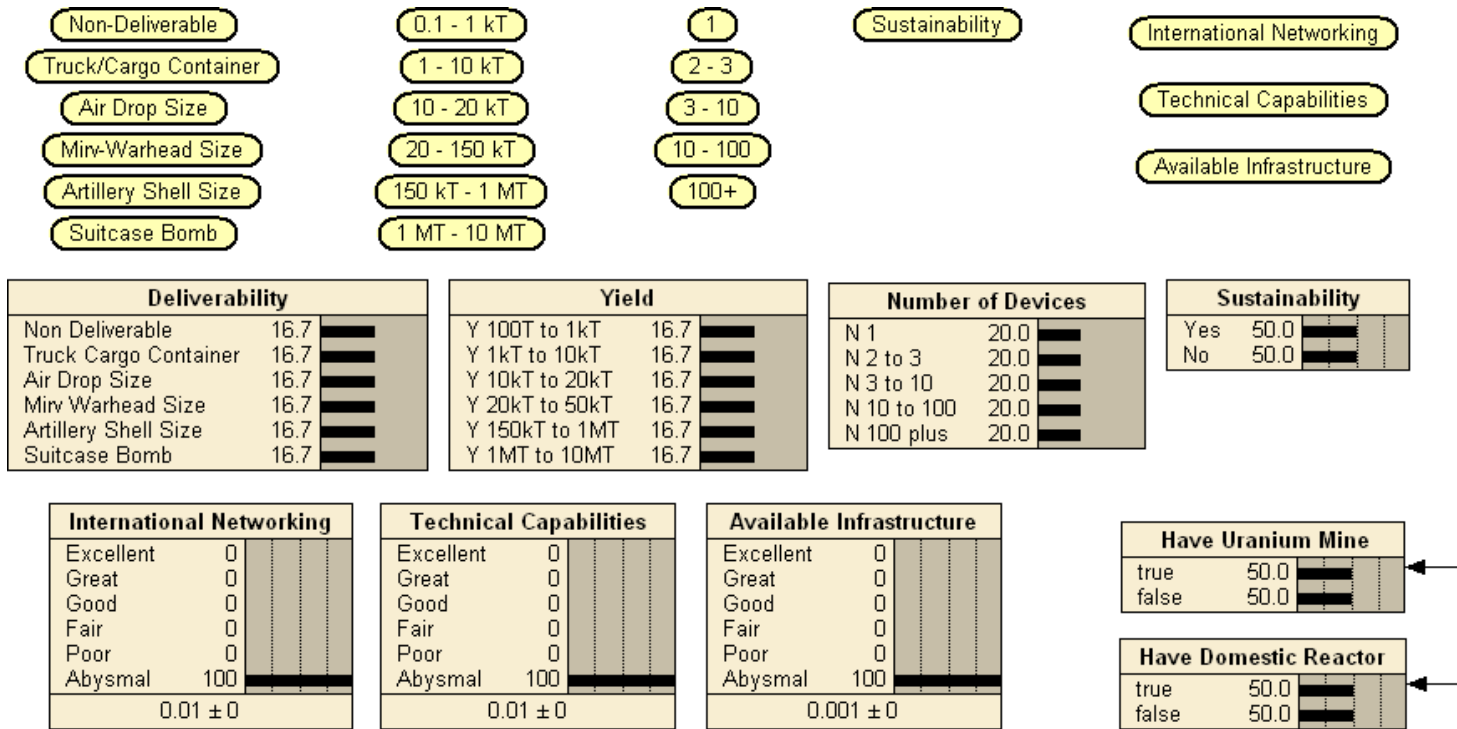 Non-Deliverable 0.1 - 1 kT 1 Sustainability International Networking
Truck/Cargo Container 1 - 10 kT 2 - 3
Air Drop Size 10 - 20 kT 3 - 10 Technical Capabilities
Mirv-Warhead Size 20 - 150 kT 10 - 100 Available Infrastructure
Artillery Shell Size 150 kT - 1 MT 100+
Suitcase Bomb 1 MT - 10 MT
Deliverability
Non Deliverable 16.7
Truck Cargo Container 16.7
Air Drop Size 16.7
Mirv Warhead Size 16.7
Artillery Shell Size 16.7
Suitcase Bomb 16.7
Yield
Y 100T to 1kT 16.7
Y 1kT to 10kT 16.7
Y 10kT to 20kT 16.7
Y 20kT to 50kT 16.7
Y 150kT to 1MT 16.7
Y 1MT to 10MT 16.7
Number of Devices
N 1 20.0
N 2 to 3 20.0
N 3 to 10 20.0
N 10 to 100 20.0
N 100 plus 20.0
Sustainability
Yes 50.0
No 50.0
International Networking
Excellent 0
Great 0
Good 0
Fair 0
Poor 0
Abysmal 100
0.01 ± 0
Technical Capabilities
Excellent 0
Great 0
Good 0
Fair 0
Poor 0
Abysmal 100
0.01 ± 0
Available Infrastructure
Excellent 0
Great 0
Good 0
Fair 0
Poor 0
Abysmal 100
0.001 ± 0
Have Uranium Mine
true 50.0
false 50.0
Have Domestic Reactor
true 50.0
false 50.0